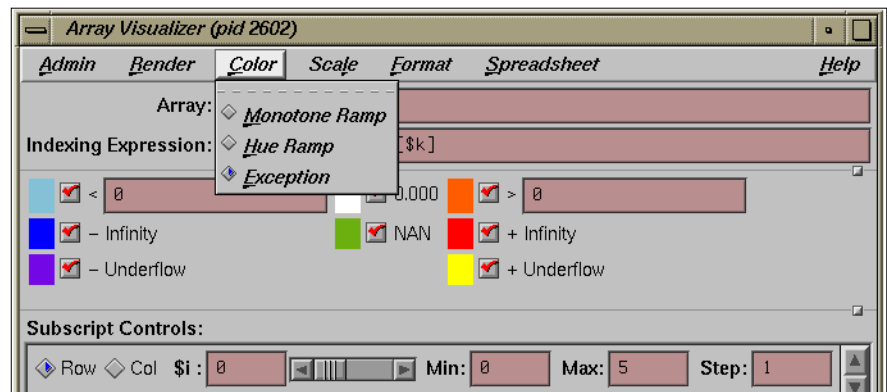 Array Visualizer (pid 2602)
Admin Render Color Scale Format Spreadsheet Help
Array:
Monotone Ramp
Indexing Expression: [$k]
Hue Ramp
Exception
< 0 0.000 > 0
– Infinity NAN + Infinity
– Underflow + Underflow
Subscript Controls:
Row Col $i : 0 Min: 0 Max: 5 Step: 1